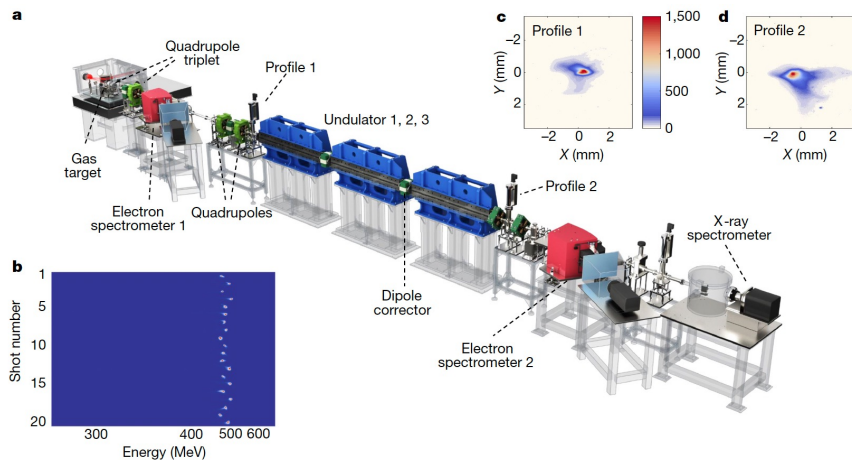 a
Quadrupole
triplet
Profile 1
Undulator 1, 2, 3
Gas
target
Electron
spectrometer 1
Quadrupoles
Profile 2
X-ray
spectrometer
Dipole
corrector
Electron
spectrometer 2
b
Shot number
1
5
10
15
20
300
400
500
600
Energy (MeV)
c
Profile 1
Y (mm)
−2
0
2
−2
0
2
X (mm)
1,500
1,000
500
0
d
Profile 2
Y (mm)
−2
0
2
−2
0
2
X (mm)